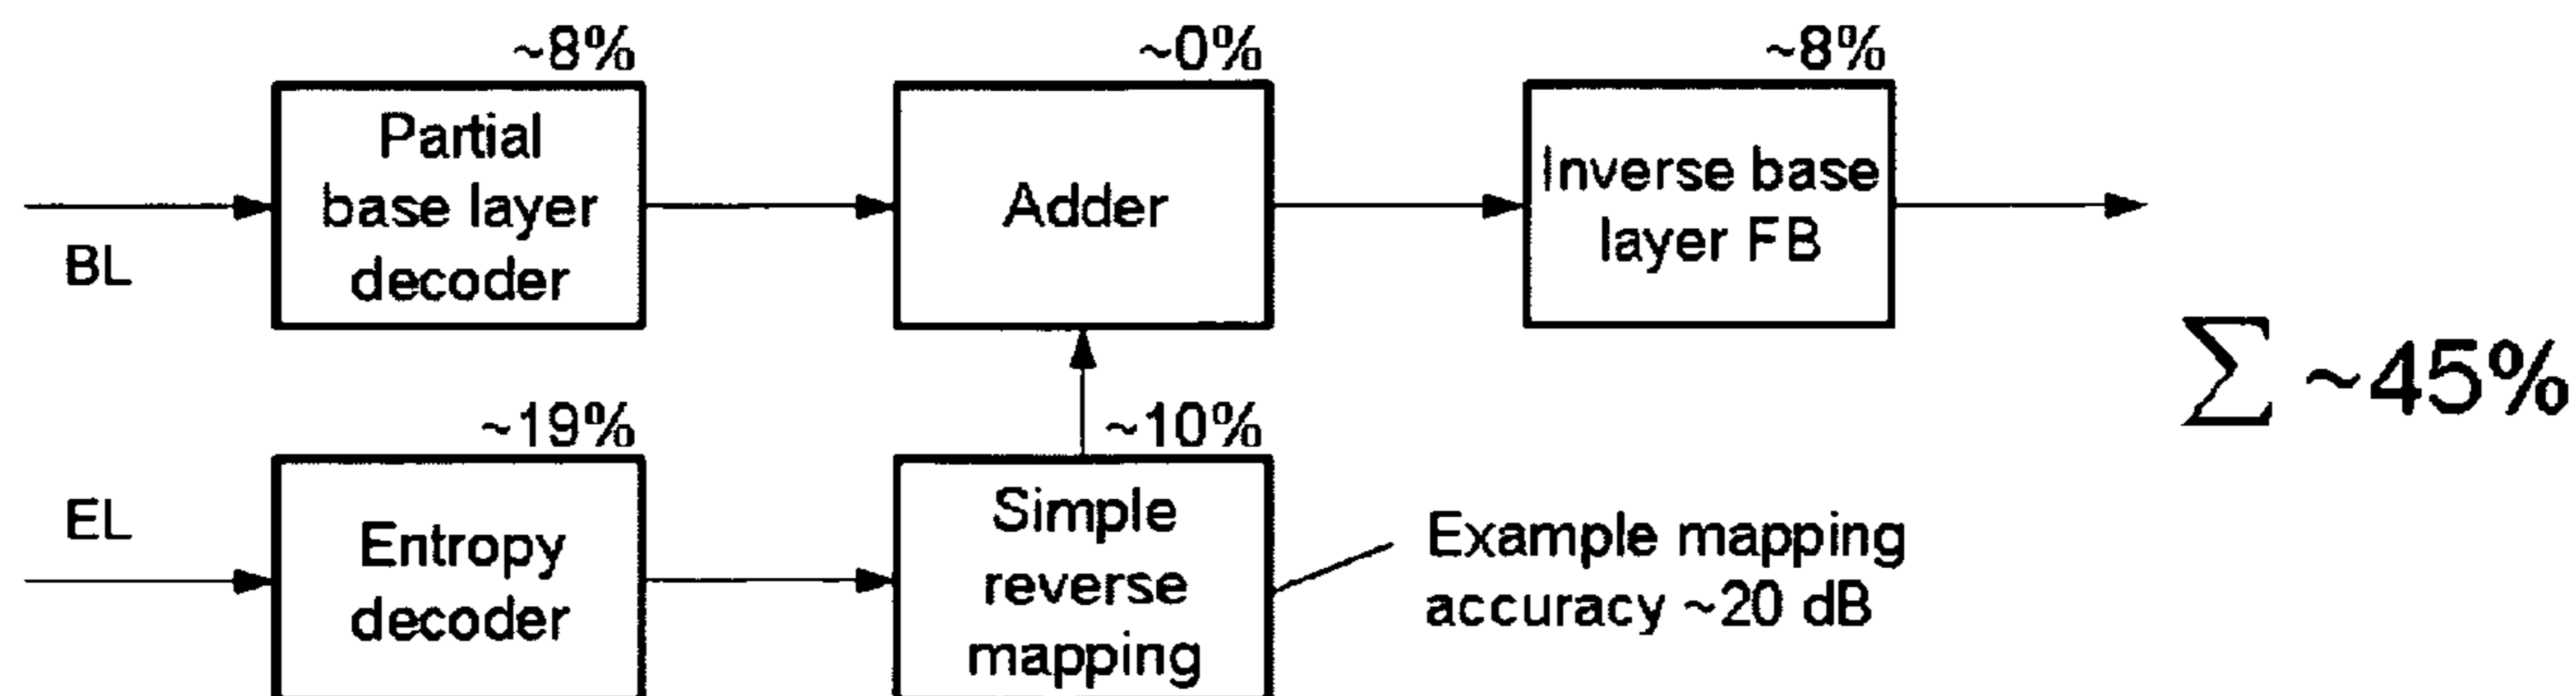 ~8%
Partial
base layer
decoder
BL
~0%
Adder
~8%
Inverse base
layer FB
∑ ~45%
~19%
EL
Entropy
decoder
~10%
Simple
reverse
mapping
Example mapping
accuracy ~20 dB